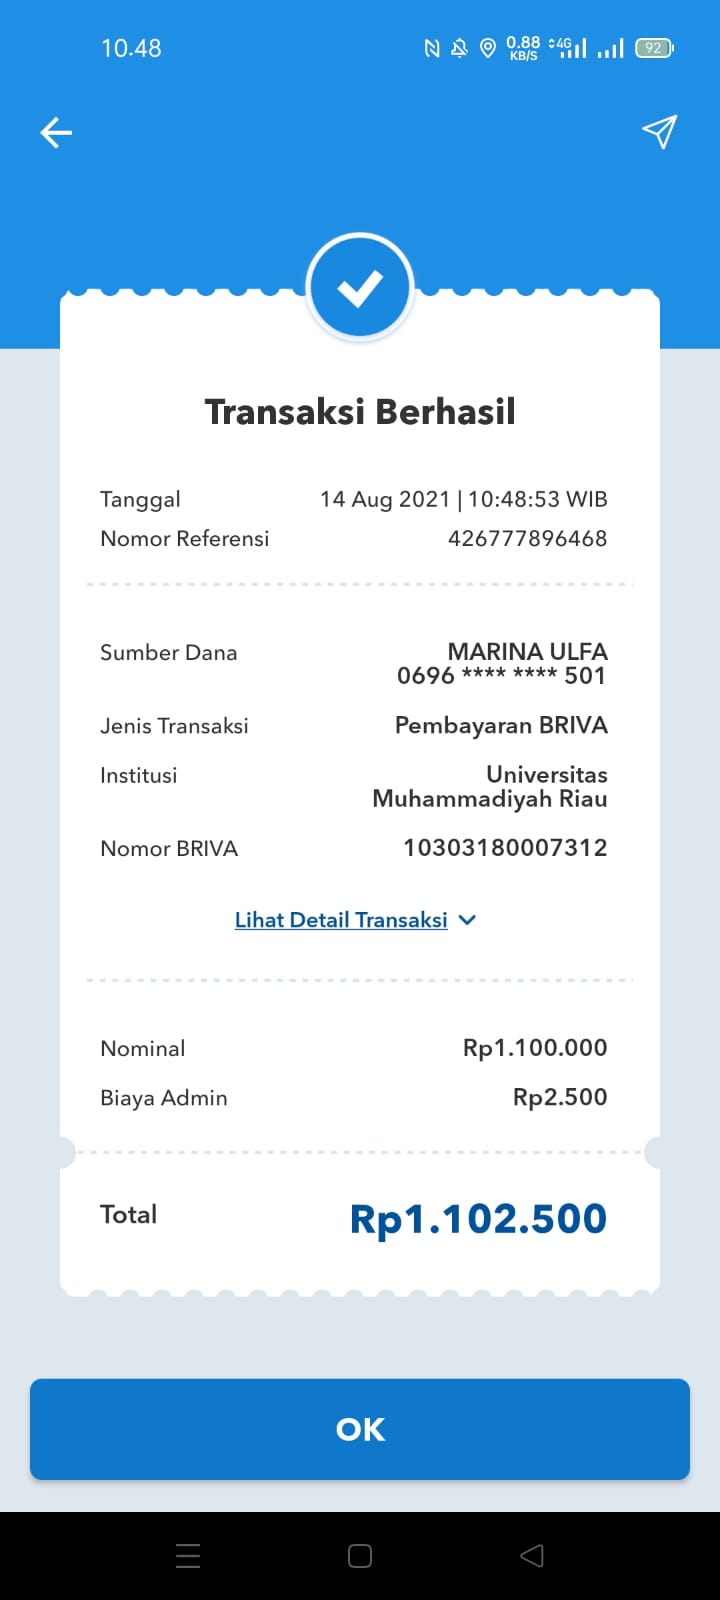 10.48
0.88
KB/S
4G
92
Transaksi Berhasil
Tanggal 14 Aug 2021 | 10:48:53 WIB
Nomor Referensi 426777896468
Sumber Dana MARINA ULFA
0696 **** **** 501
Jenis Transaksi Pembayaran BRIVA
Institusi Universitas
Muhammadiyah Riau
Nomor BRIVA 10303180007312
Lihat Detail Transaksi
Nominal Rp1.100.000
Biaya Admin Rp2.500
Total Rp1.102.500
OK